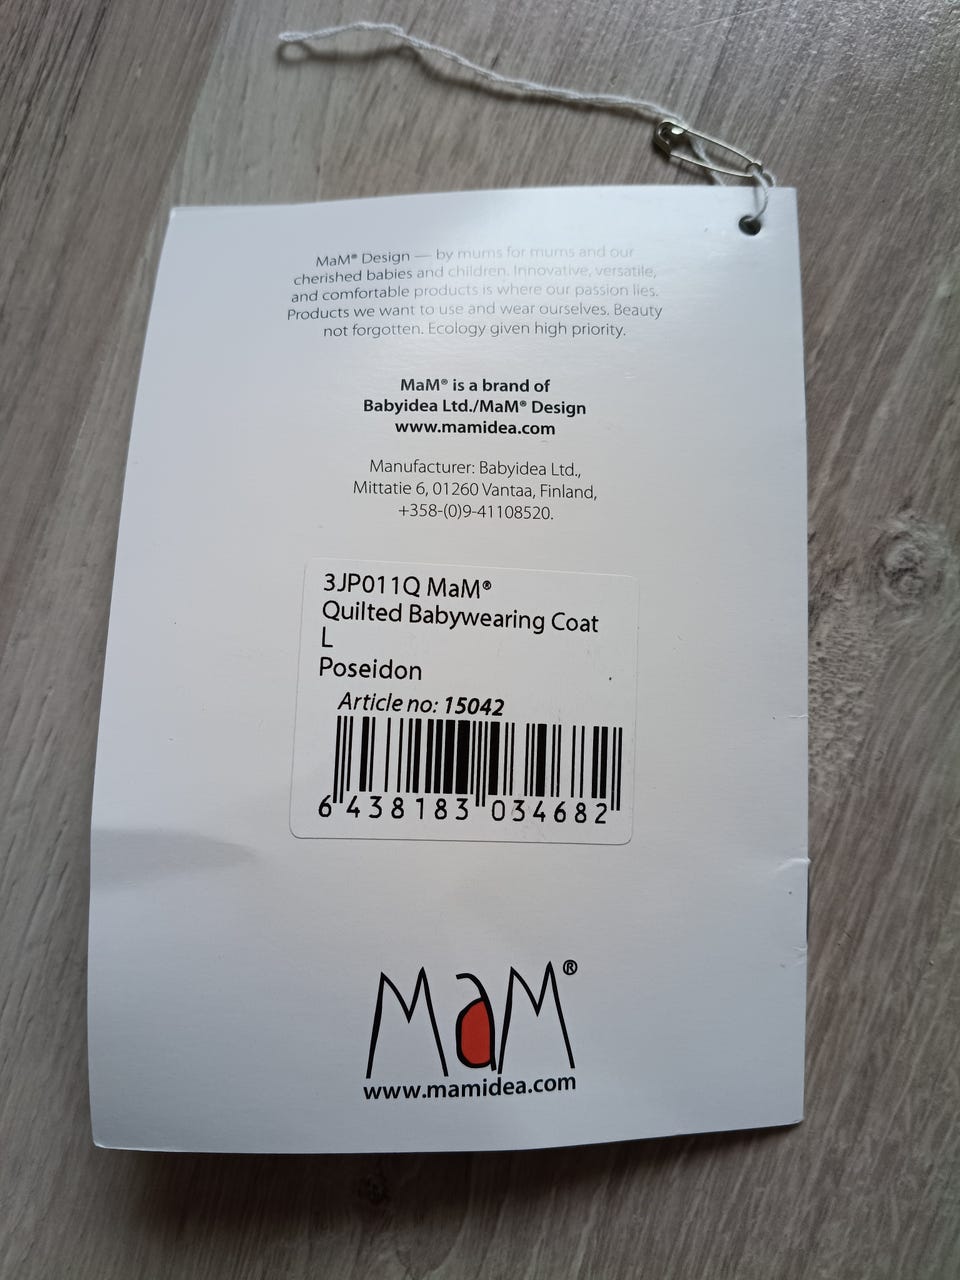 MaM® Design — by mums for mums and our
cherished babies and children. Innovative, versatile,
and comfortable products is where our passion lies.
Products we want to use and wear ourselves. Beauty
not forgotten. Ecology given high priority.
MaM® is a brand of
Babyidea Ltd./MaM® Design
www.mamidea.com
Manufacturer: Babyidea Ltd.,
Mittatie 6, 01260 Vantaa, Finland,
+358-(0)9-41108520.
3JP011Q MaM®
Quilted Babywearing Coat
L
Poseidon
Article no: 15042
6 438183 034682
MaM®
www.mamidea.com